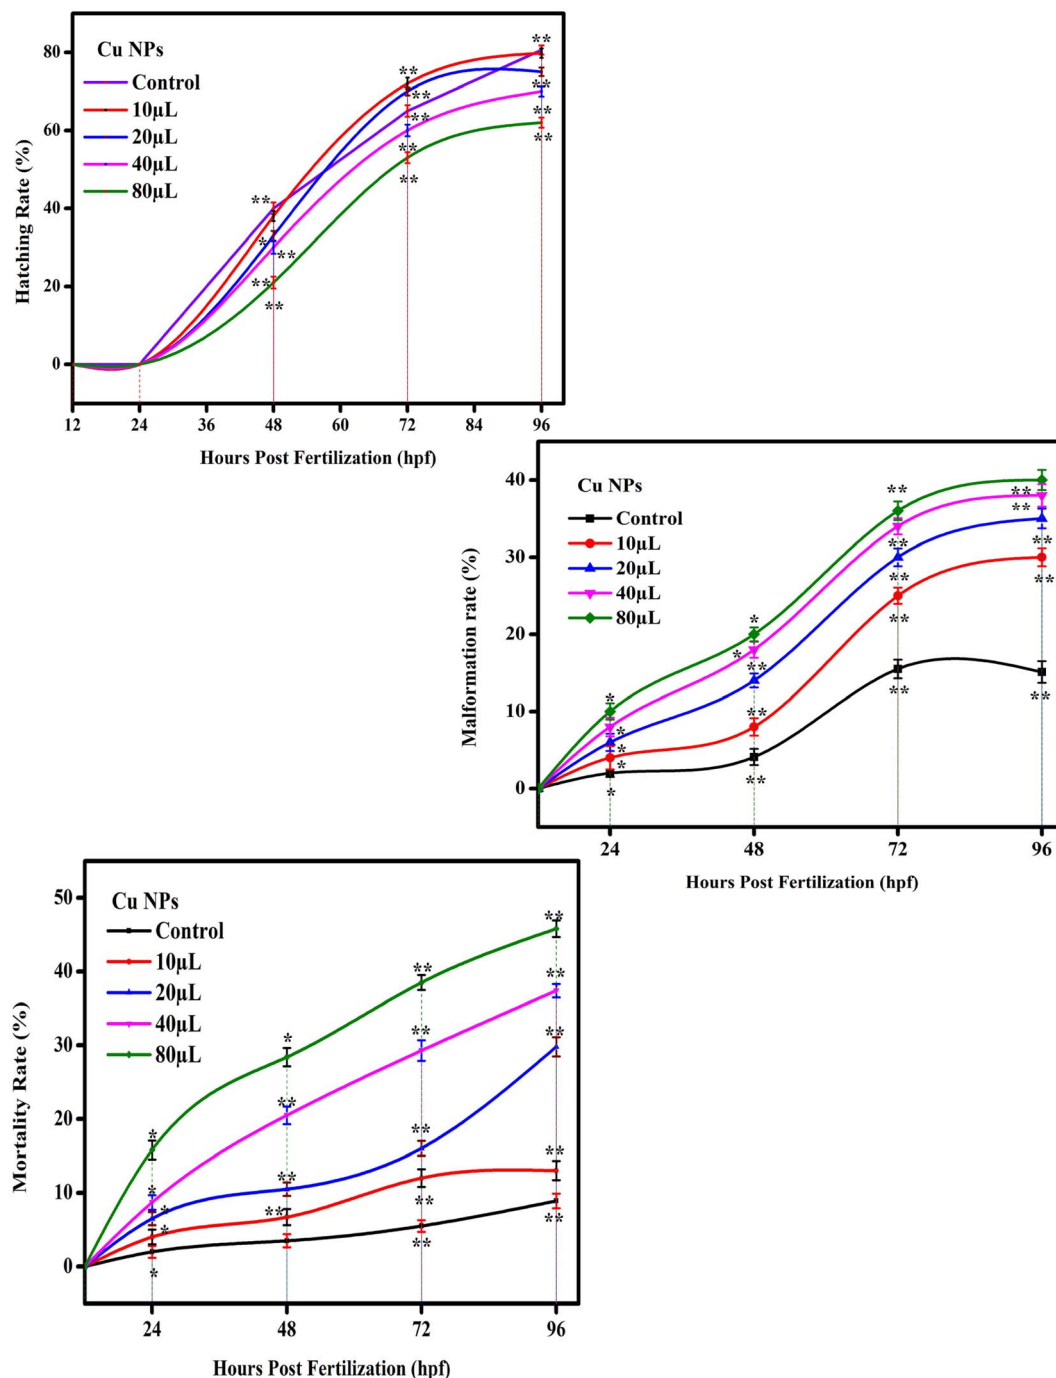 Cu NPs
Control
10µL
20µL
40µL
80µL
Hatching Rate (%)
80
60
40
20
0
** ** ** ** **
** ** ** ** **
** * ** ** **
12 24 36 48 60 72 84 96
Hours Post Fertilization (hpf)
Cu NPs
Control
10µL
20µL
40µL
80µL
Malformation rate (%)
40
30
20
10
0
* * * * *
* * ** ** **
** ** ** ** **
** ** ** ** **
24 48 72 96
Hours Post Fertilization (hpf)
Cu NPs
Control
10µL
20µL
40µL
80µL
Mortality Rate (%)
50
40
30
20
10
0
* * * * *
* ** ** **
** ** ** ** **
** ** ** ** **
24 48 72 96
Hours Post Fertilization (hpf)